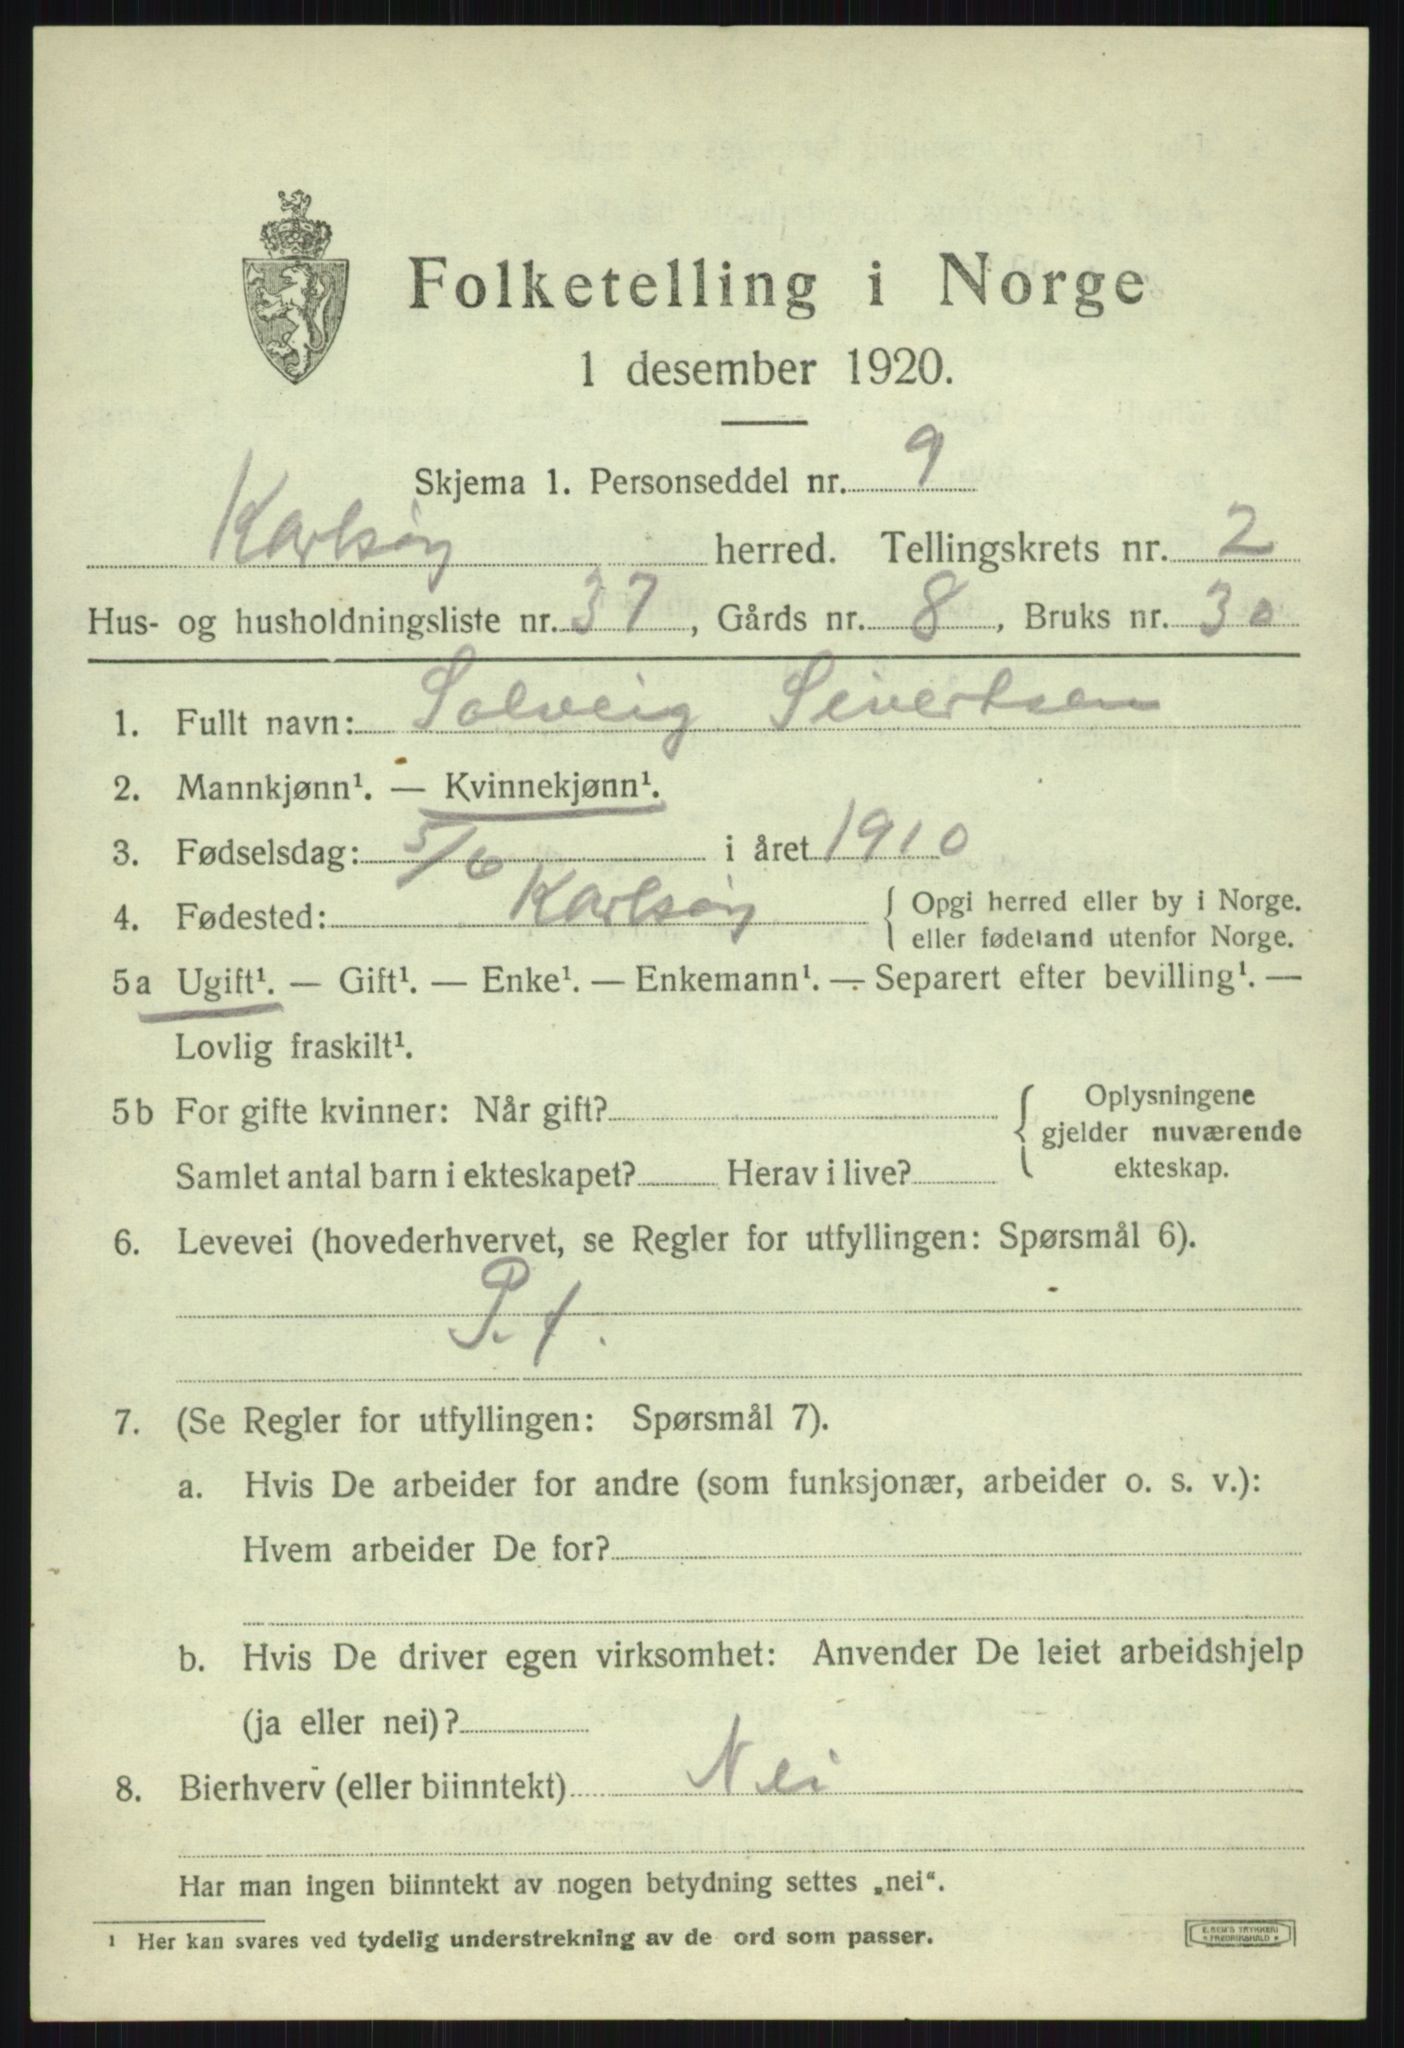 Folketelling i Norge
1 desember 1920.
Skjema 1. Personseddel nr. 9
Karlsøy herred. Tellingskrets nr. 2
Hus- og husholdningsliste nr. 37, Gårds nr. 8, Bruks nr. 30
1. Fullt navn: Solveig Sivertsen
2. Mannkjønn¹. — Kvinnekjønn¹.
3. Fødselsdag: 5/6 i året 1910
4. Fødested: Karlsøy { Opgi herred eller by i Norge.
eller fødeland utenfor Norge.
5a Ugift¹. — Gift¹. — Enke¹. — Enkemann¹. — Separert efter bevilling¹. —
Lovlig fraskilt¹.
5b For gifte kvinner: Når gift? { Oplysningene
gjelder nuværende
Samlet antal barn i ekteskapet? Herav i live? ekteskap.
6. Levevei (hovederhvervet, se Regler for utfyllingen: Spørsmål 6).
P. f.
7. (Se Regler for utfyllingen: Spørsmål 7).
a. Hvis De arbeider for andre (som funksjonær, arbeider o. s. v.):
Hvem arbeider De for?
b. Hvis De driver egen virksomhet: Anvender De leiet arbeidshjelp
(ja eller nei)?
8. Bierhverv (eller biinntekt) Nei
Har man ingen biinntekt av nogen betydning settes „nei".
¹ Her kan svares ved tydelig understrekning av de ord som passer.
E. SEM'S TRYKKERI
FREDRIKSHALD